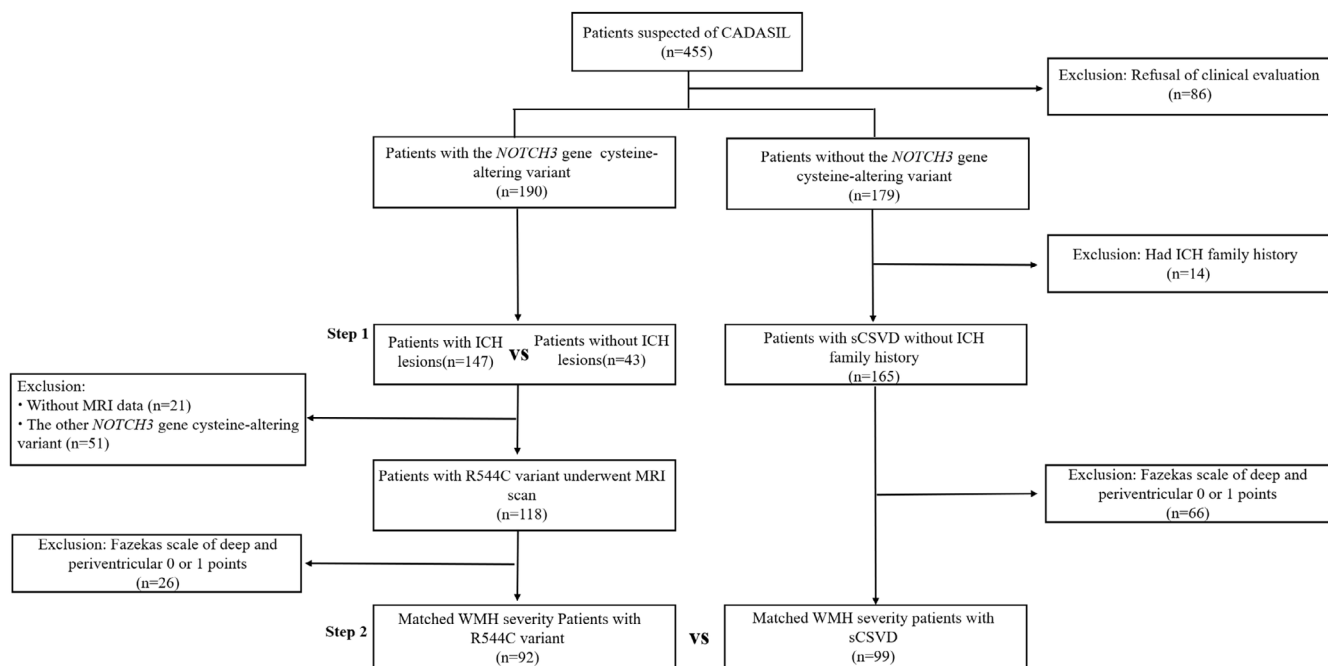 Patients suspected of CADASIL
(n=455)
Exclusion: Refusal of clinical evaluation
(n=86)
Patients with the NOTCH3 gene cysteine-
altering variant
(n=190)
Patients without the NOTCH3 gene
cysteine-altering variant
(n=179)
Exclusion: Had ICH family history
(n=14)
Step 1
Patients with ICH
lesions(n=147)
vs
Patients without ICH
lesions(n=43)
Patients with sCSVD without ICH
family history
(n=165)
Exclusion:
• Without MRI data (n=21)
• The other NOTCH3 gene cysteine-altering
variant (n=51)
Patients with R544C variant underwent MRI
scan
(n=118)
Exclusion: Fazekas scale of deep and
periventricular 0 or 1 points
(n=66)
Exclusion: Fazekas scale of deep and
periventricular 0 or 1 points
(n=26)
Step 2
Matched WMH severity Patients with
R544C variant
(n=92)
vs
Matched WMH severity patients with
sCSVD
(n=99)